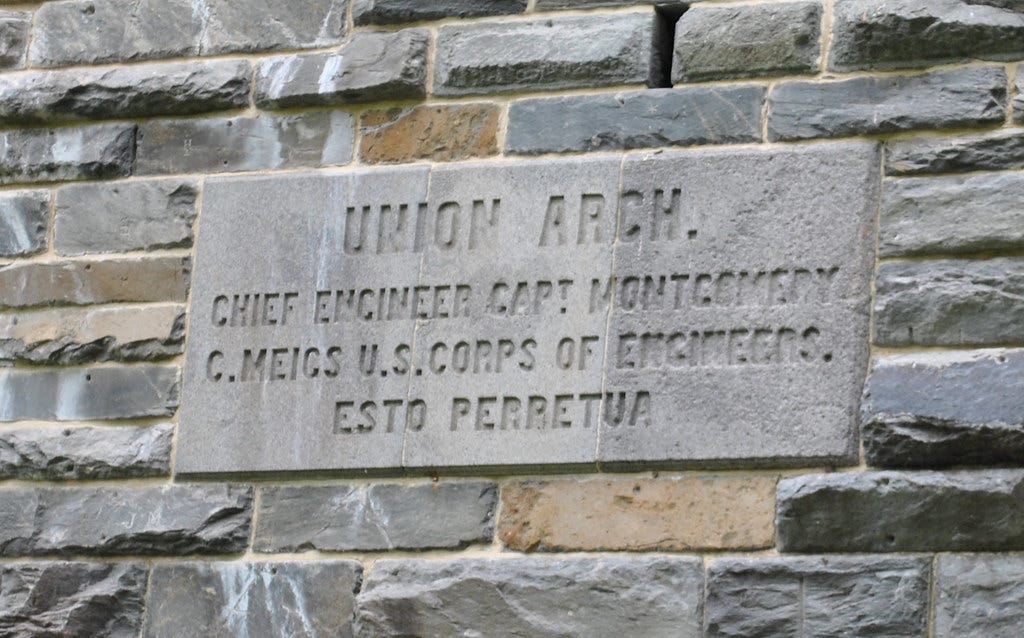 UNION ARCH.
CHIEF ENGINEER CAPT MONTGOMERY
C.MEIGS U.S.CORPS OF ENGINEERS.
ESTO PERRETUA